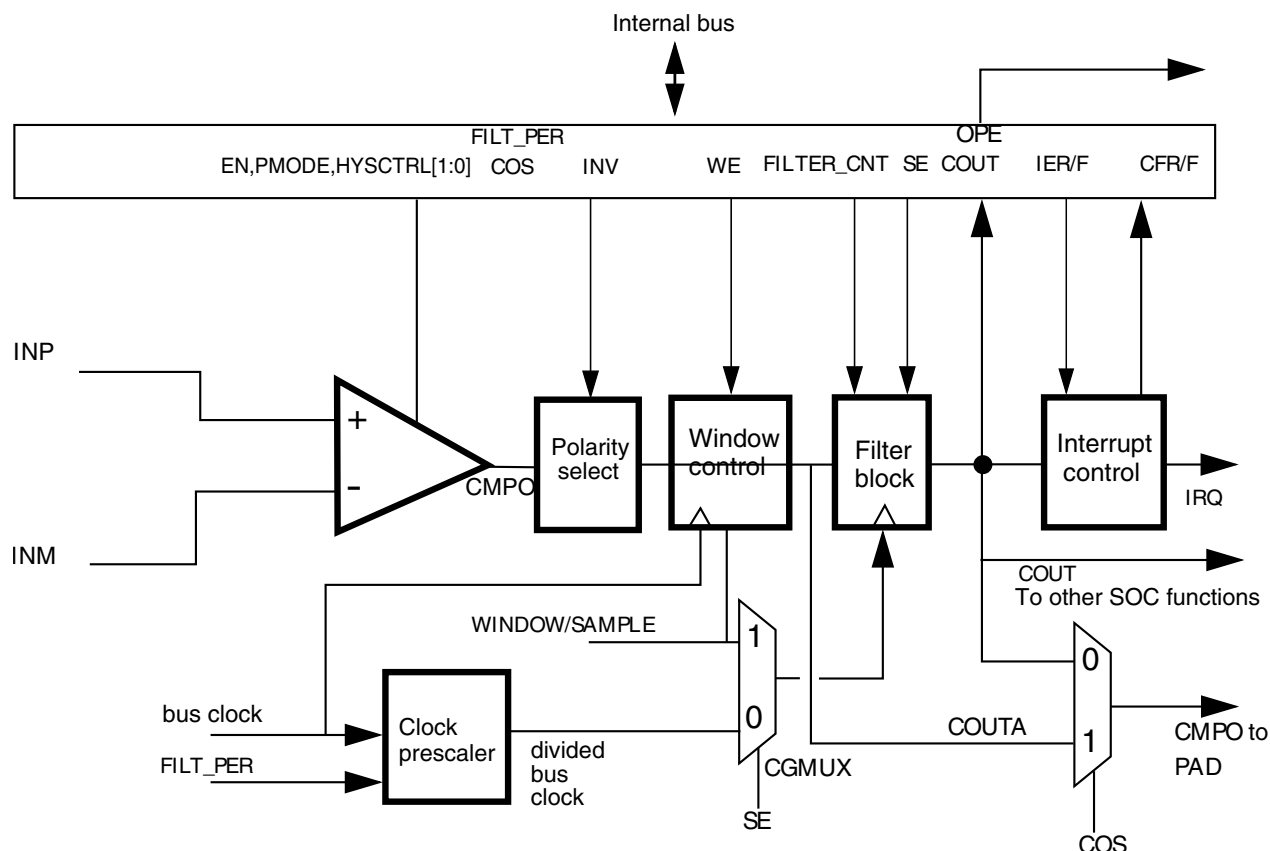 Internal bus
FILT_PER
OPE
EN,PMODE,HYSCTRL[1:0]
COS
INV
WE
FILTER_CNT
SE
COUT
IER/F
CFR/F
INP
+
-
INM
CMPO
Polarity
select
Window
control
Filter
block
Interrupt
control
IRQ
COUT
To other SOC functions
WINDOW/SAMPLE
1
0
CGMUX
SE
bus clock
FILT_PER
Clock
prescaler
divided
bus
clock
COUTA
0
1
CMPO to
PAD
COS